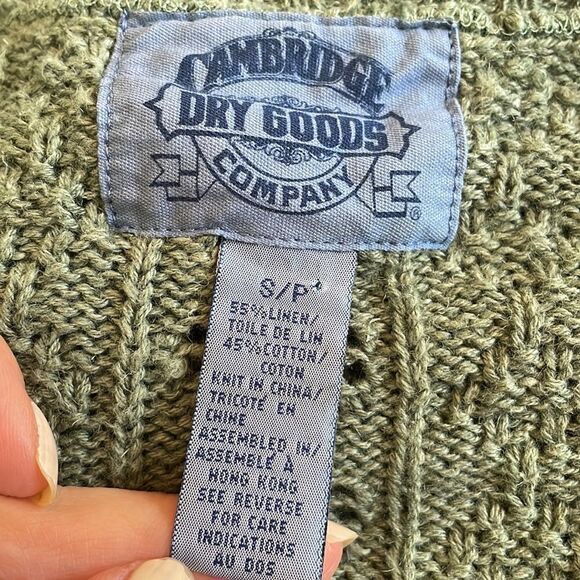 CAMBRIDGE
DRY GOODS
COMPANY
®
S/P
55%LINEN/
TOILE DE LIN
45%COTTON/
COTON
KNIT IN CHINA/
TRICOTÉ EN
CHINE
ASSEMBLED IN/
ASSEMBLÉ À
HONG KONG
SEE REVERSE
FOR CARE
INDICATIONS
AU DOS